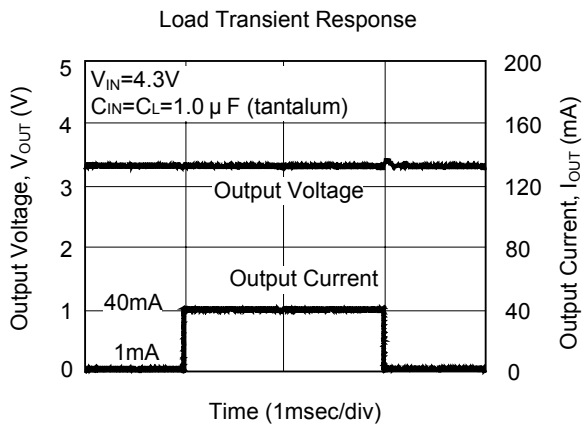 Load Transient Response
Output Voltage, VOUT (V)
5
4
3
2
1
0
VIN=4.3V
CIN=CL=1.0 μ F (tantalum)
Output Voltage
Output Current
40mA
1mA
200
160
120
80
40
0
Output Current, IOUT (mA)
Time (1msec/div)